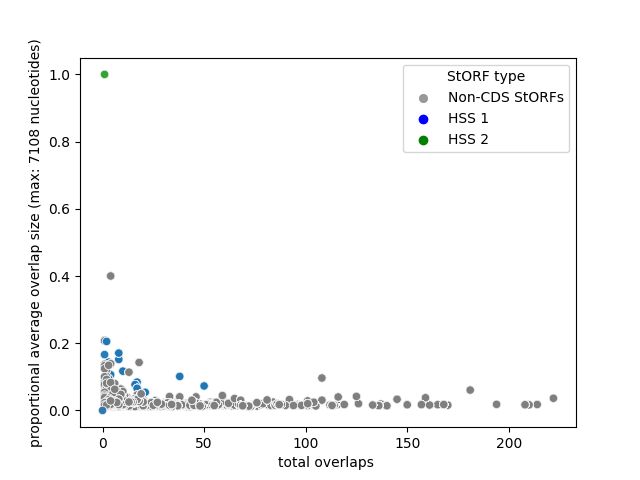 proportional average overlap size (max: 7108 nucleotides)
1.0
0.8
0.6
0.4
0.2
0.0
StORF type
Non-CDS StORFs
HSS 1
HSS 2
0 50 100 150 200
total overlaps